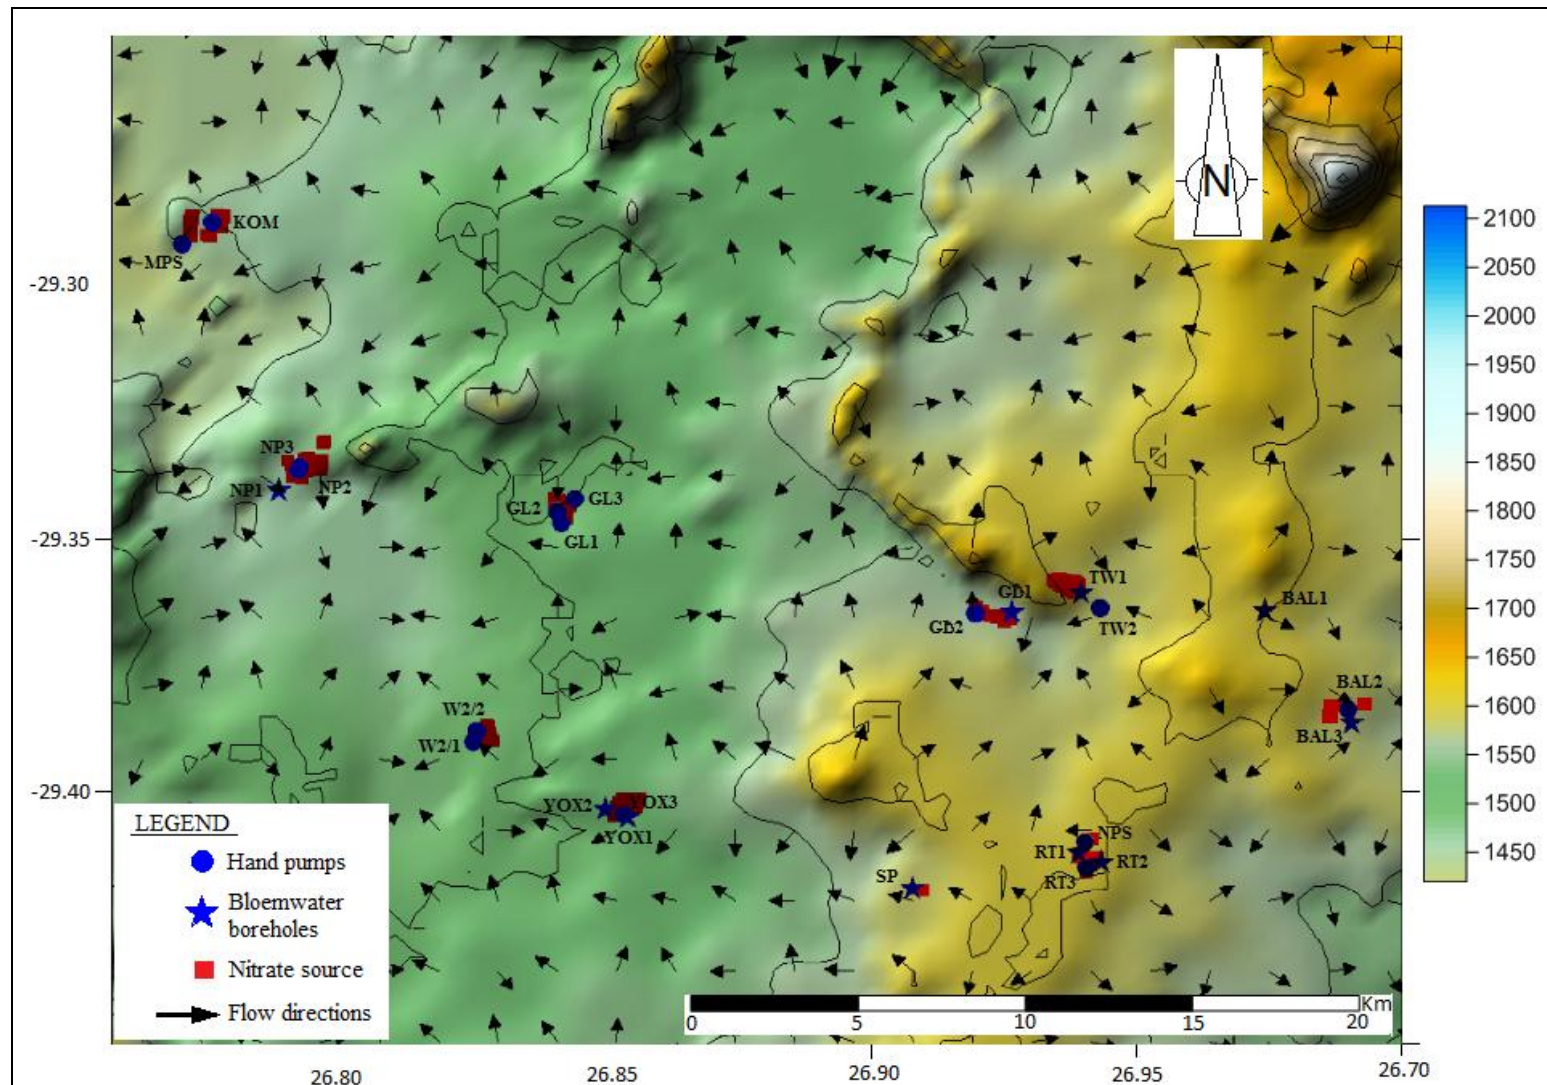 N
KOM
MPS
-29.30
2100
2050
2000
1950
1900
1850
1800
1750
1700
1650
1600
1550
1500
1450
NP3
NP1
NP2
GL2
GL3
GL1
-29.35
TW1
GD1
GD2
TW2
BAL1
BAL2
BAL3
W2/2
W2/1
-29.40
YOX2
YOX3
YOX1
NPS
RT1
RT2
RT3
SP
LEGEND
Hand pumps
Bloemwater
boreholes
Nitrate source
Flow directions
Km
0 5 10 15 20
26.80 26.85 26.90 26.95 26.70